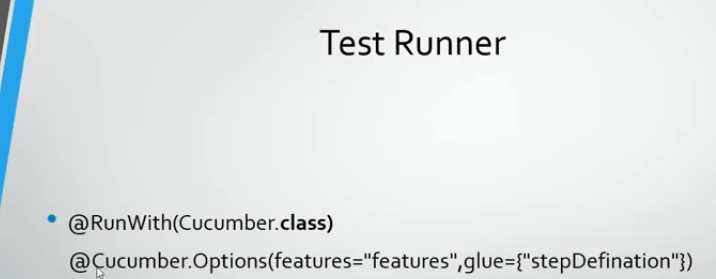 Test Runner
@RunWith(Cucumber.class)
@Cucumber.Options(features="features",glue={"stepDefination"})